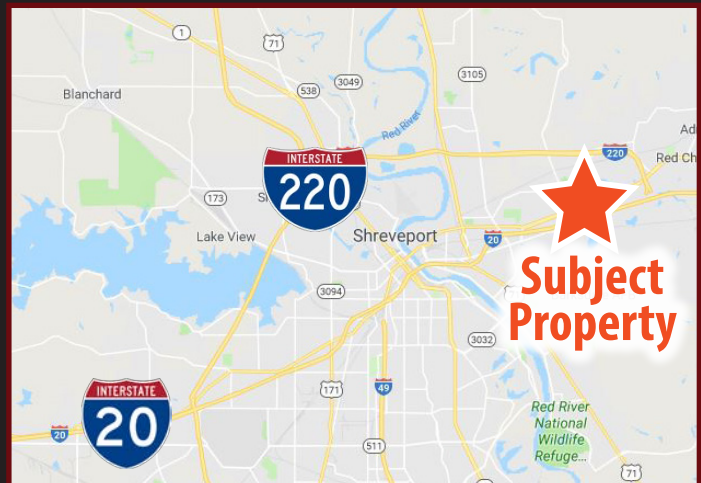 1
71
3049
3105
538
Blanchard
Red River
INTERSTATE
220
220
Red Ch
173
Lake View
Shreveport
20
3094
Subject
Property
3032
INTERSTATE
20
20
171
49
Red River
National
Wildlife
Refuge...
511
71